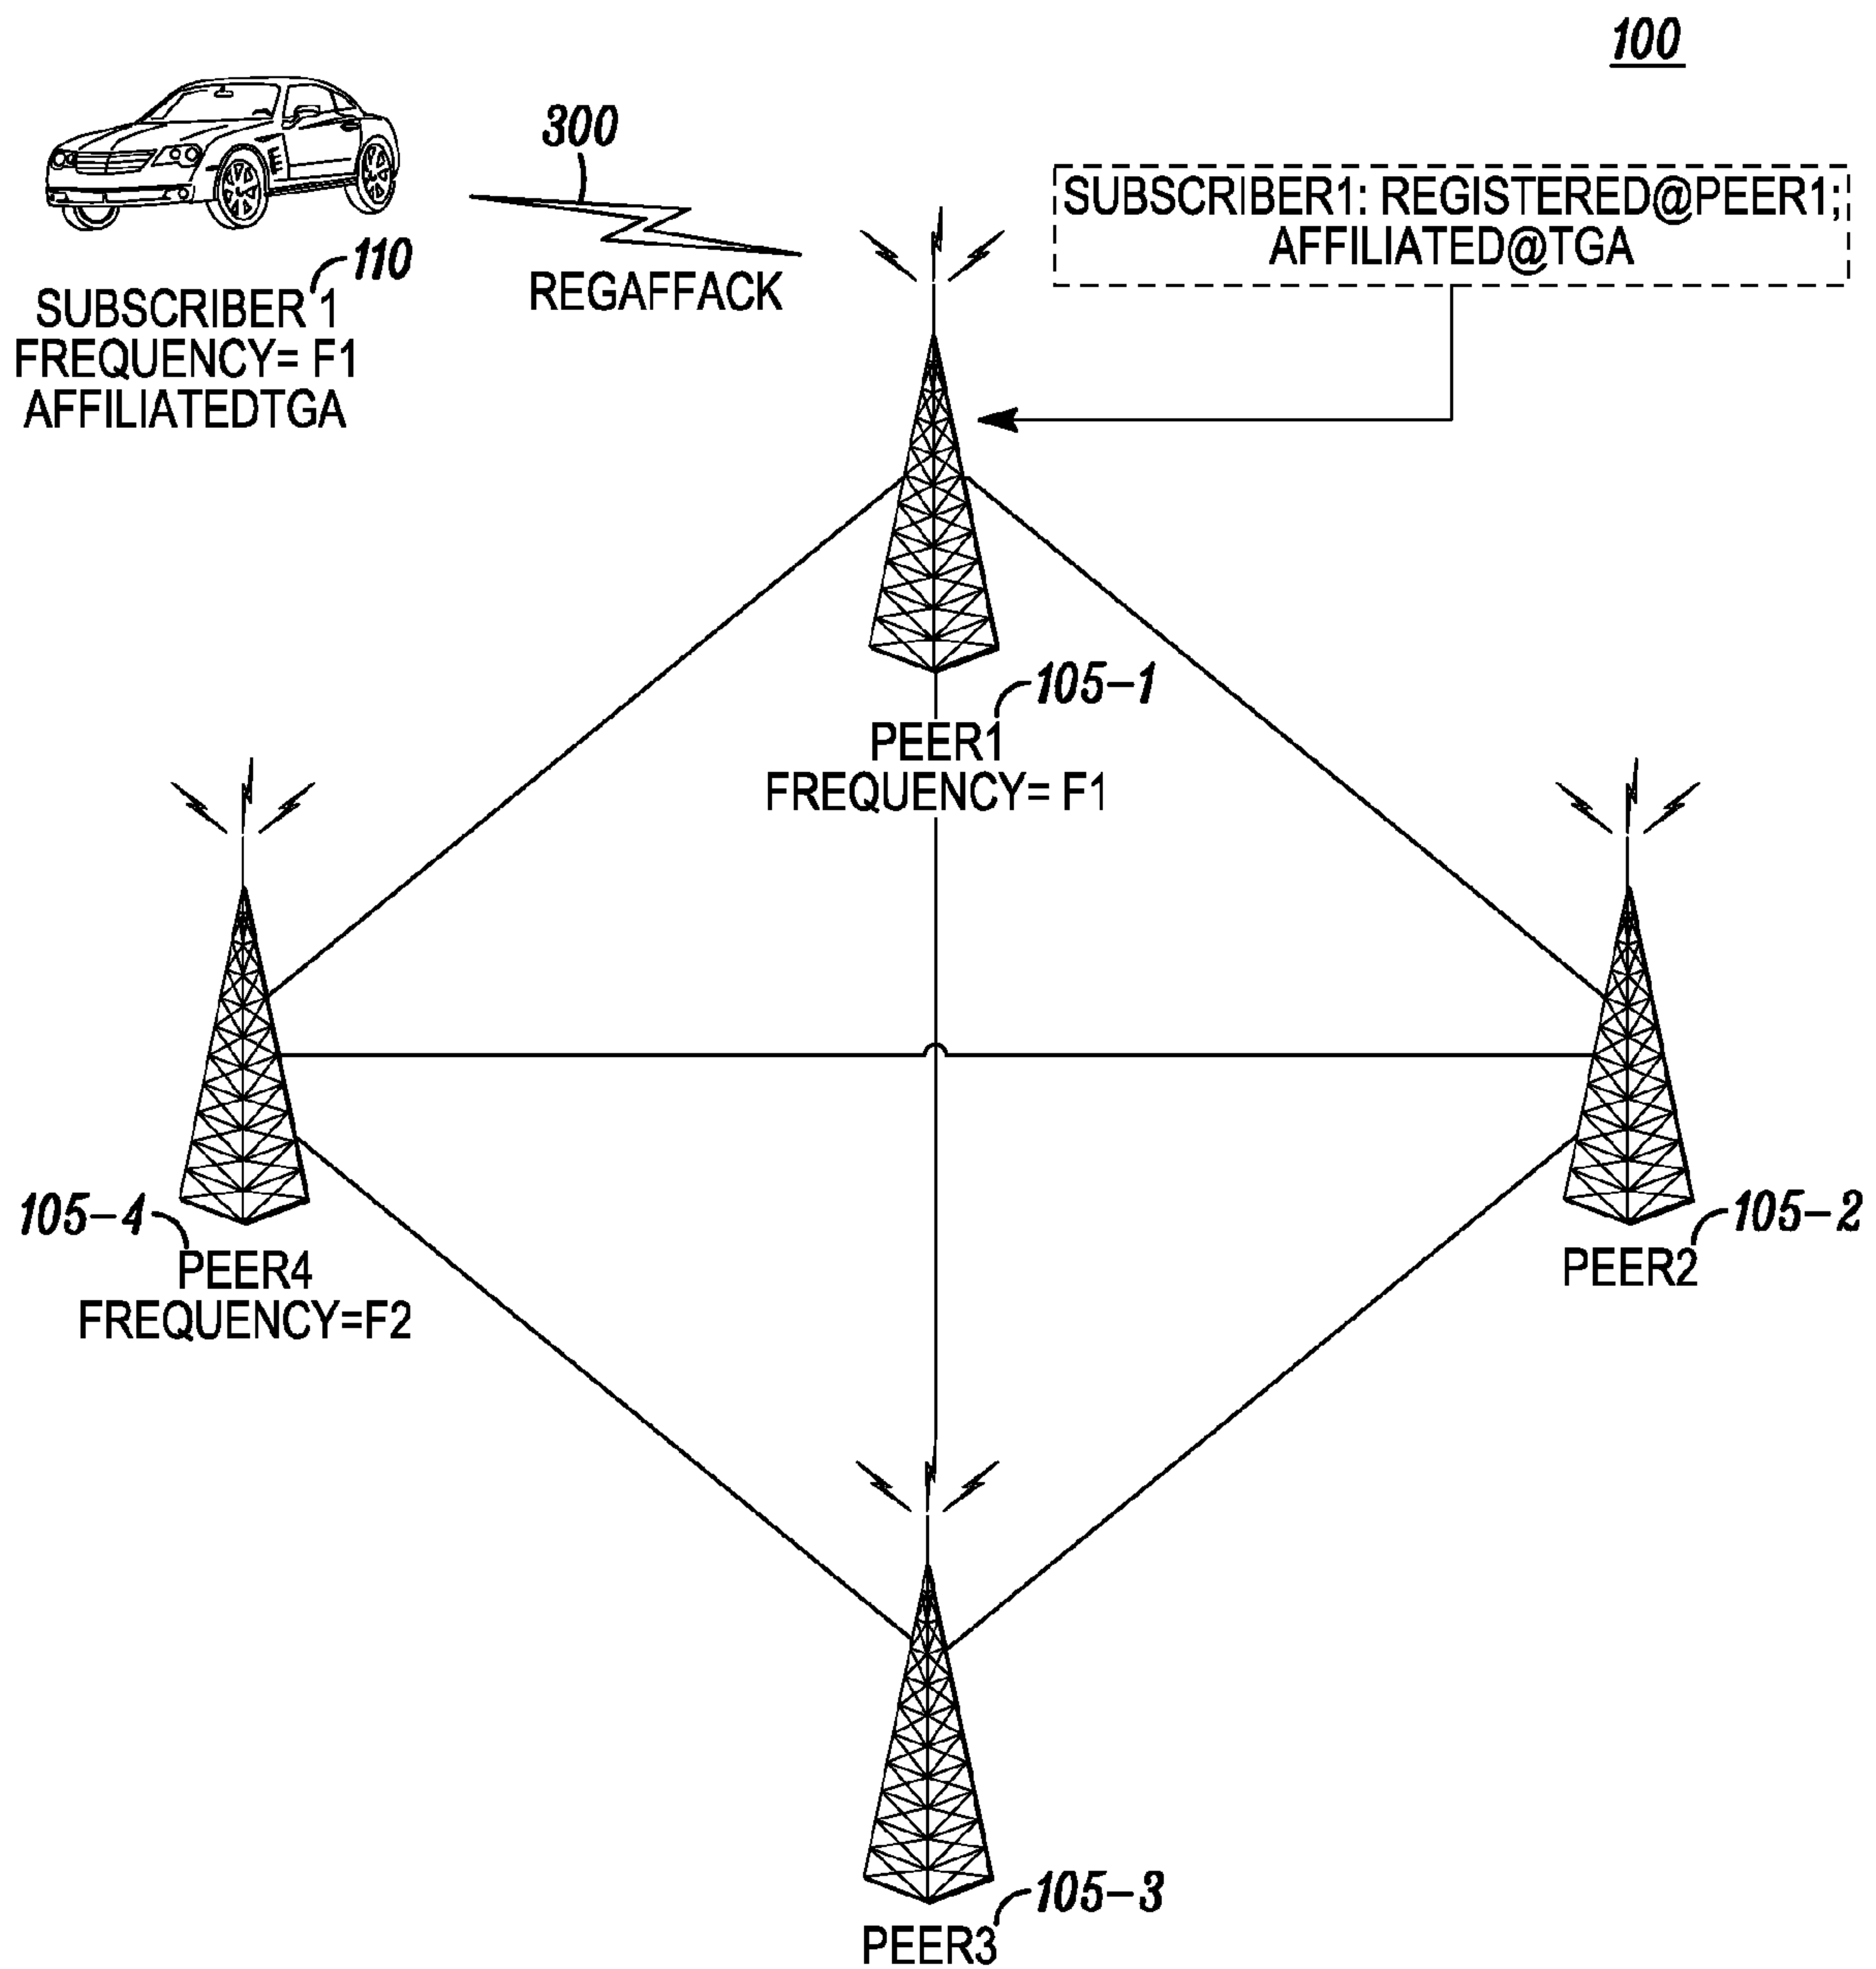 100
300
SUBSCRIBER1: REGISTERED@PEER1;
AFFILIATED@TGA
110
SUBSCRIBER 1
FREQUENCY= F1
AFFILIATEDTGA
REGAFFACK
105-1
PEER1
FREQUENCY= F1
105-4
PEER4
FREQUENCY=F2
105-2
PEER2
105-3
PEER3